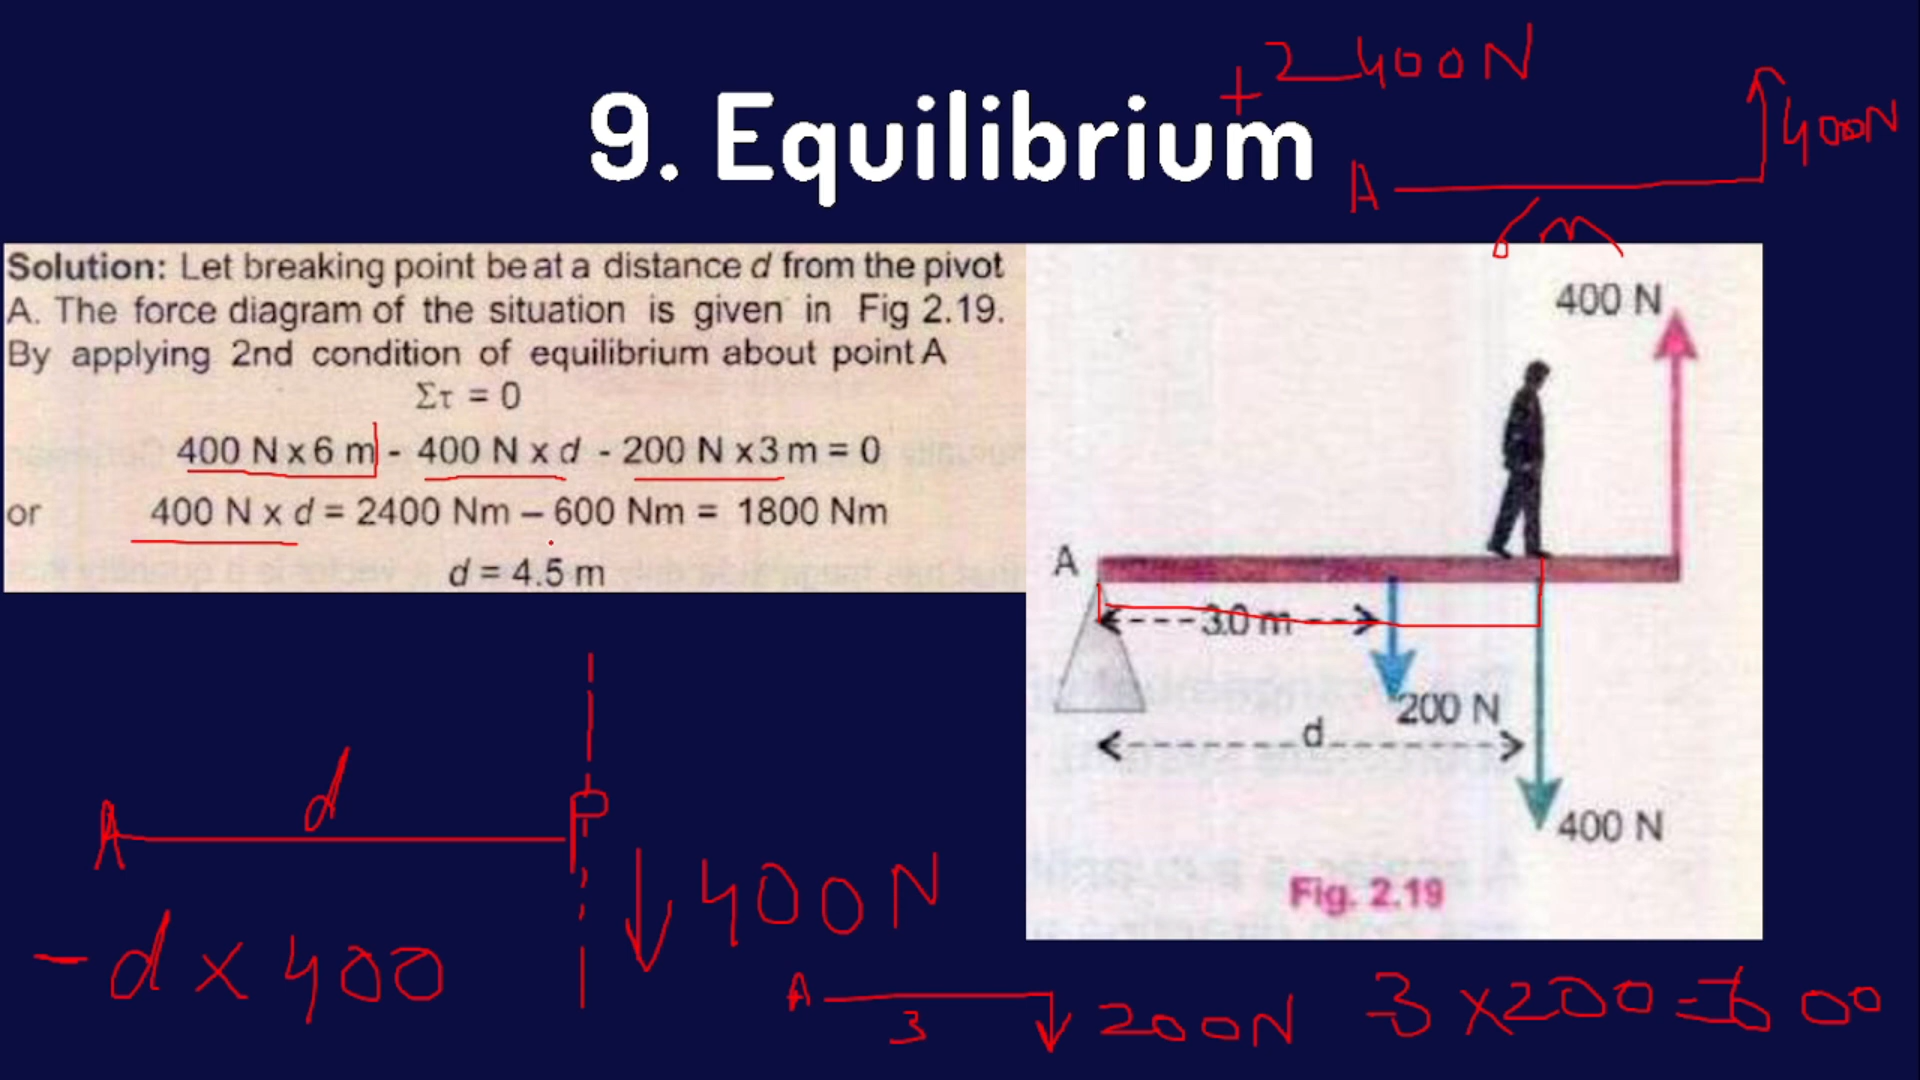 + 2400N
9. Equilibrium
400N
A
6m
Solution: Let breaking point be at a distance d from the pivot
A. The force diagram of the situation is given in Fig 2.19.
By applying 2nd condition of equilibrium about point A
Στ = 0
400 N x 6 m - 400 N x d - 200 N x 3 m = 0
or 400 N x d = 2400 Nm – 600 Nm = 1800 Nm
d = 4.5 m
400 N
A
3.0 m
200 N
d
400 N
Fig. 2.19
d
A P
400N
-d x 400
A 3 200N
-3 x 200 = -600